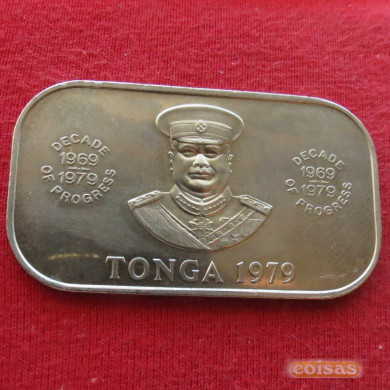 DECADE
1969
1979
OF PROGRESS
DECADE
1969
1979
OF PROGRESS
TONGA 1979
coisas